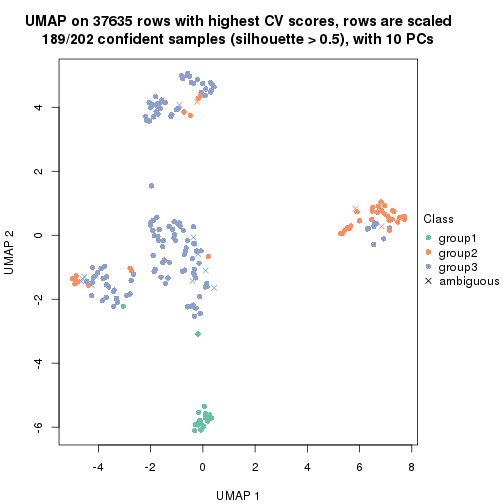 UMAP on 37635 rows with highest CV scores, rows are scaled
189/202 confident samples (silhouette > 0.5), with 10 PCs
4
2
0
-2
-4
-6
UMAP 2
-4
-2
0
2
4
6
8
UMAP 1
Class
group1
group2
group3
ambiguous